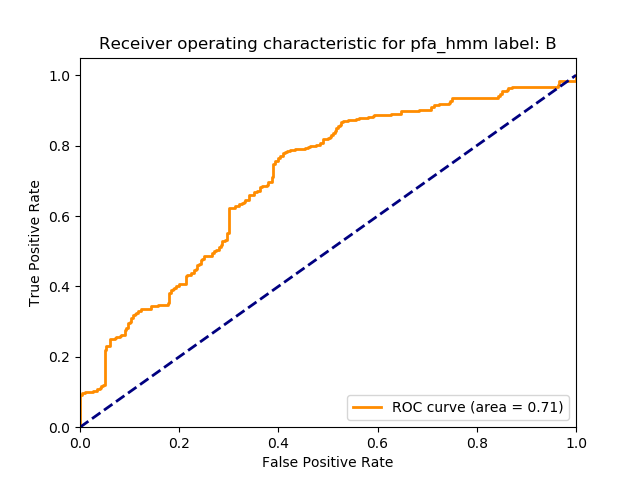 Receiver operating characteristic for pfa_hmm label: B
True Positive Rate
1.0
0.8
0.6
0.4
0.2
0.0
0.0 0.2 0.4 0.6 0.8 1.0
False Positive Rate
ROC curve (area = 0.71)